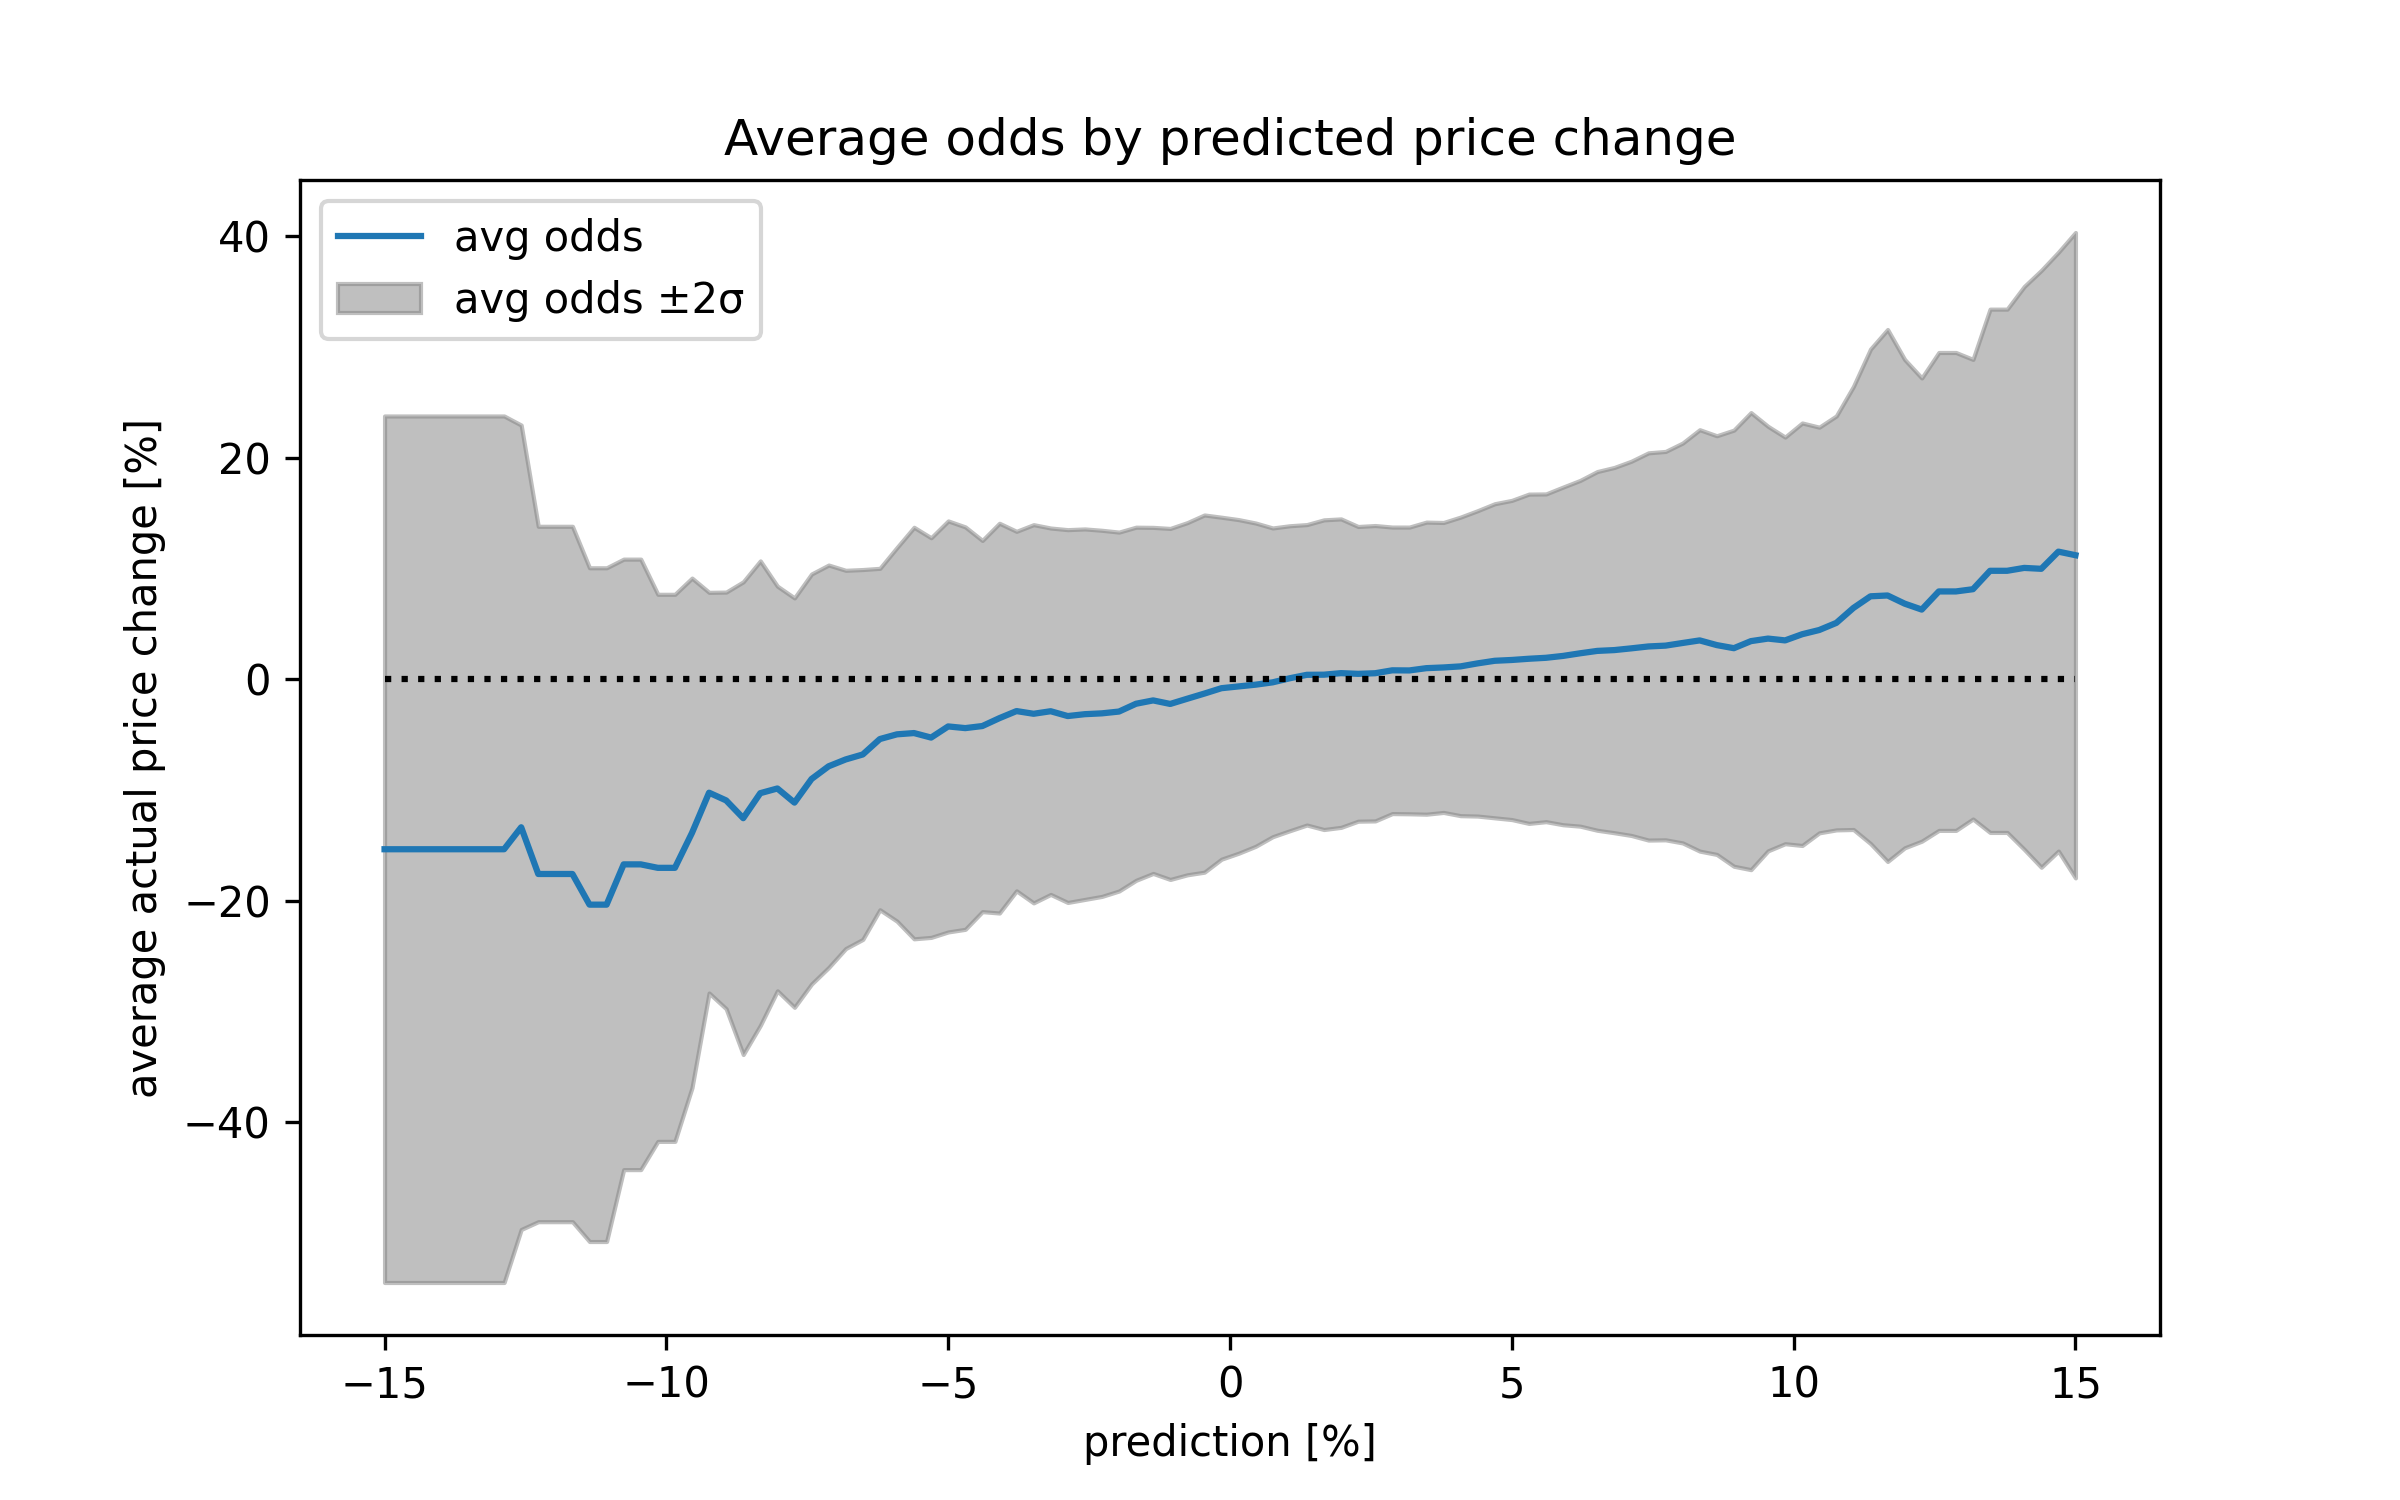 Average odds by predicted price change
avg odds
avg odds ±2σ
average actual price change [%]
40
20
0
−20
−40
−15
−10
−5
0
5
10
15
prediction [%]